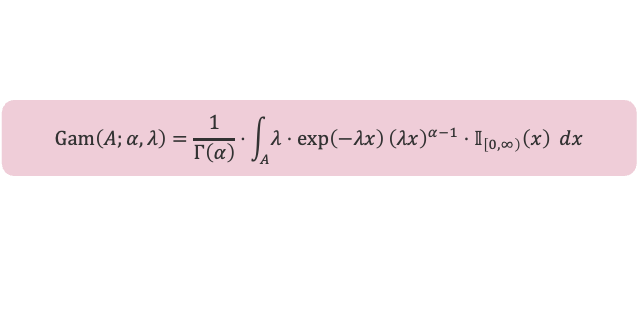 Gam(A; α, λ) = 1/Γ(α) · ∫_A λ · exp(−λx) (λx)^{α−1} · 𝕀_{[0,∞)}(x) dx